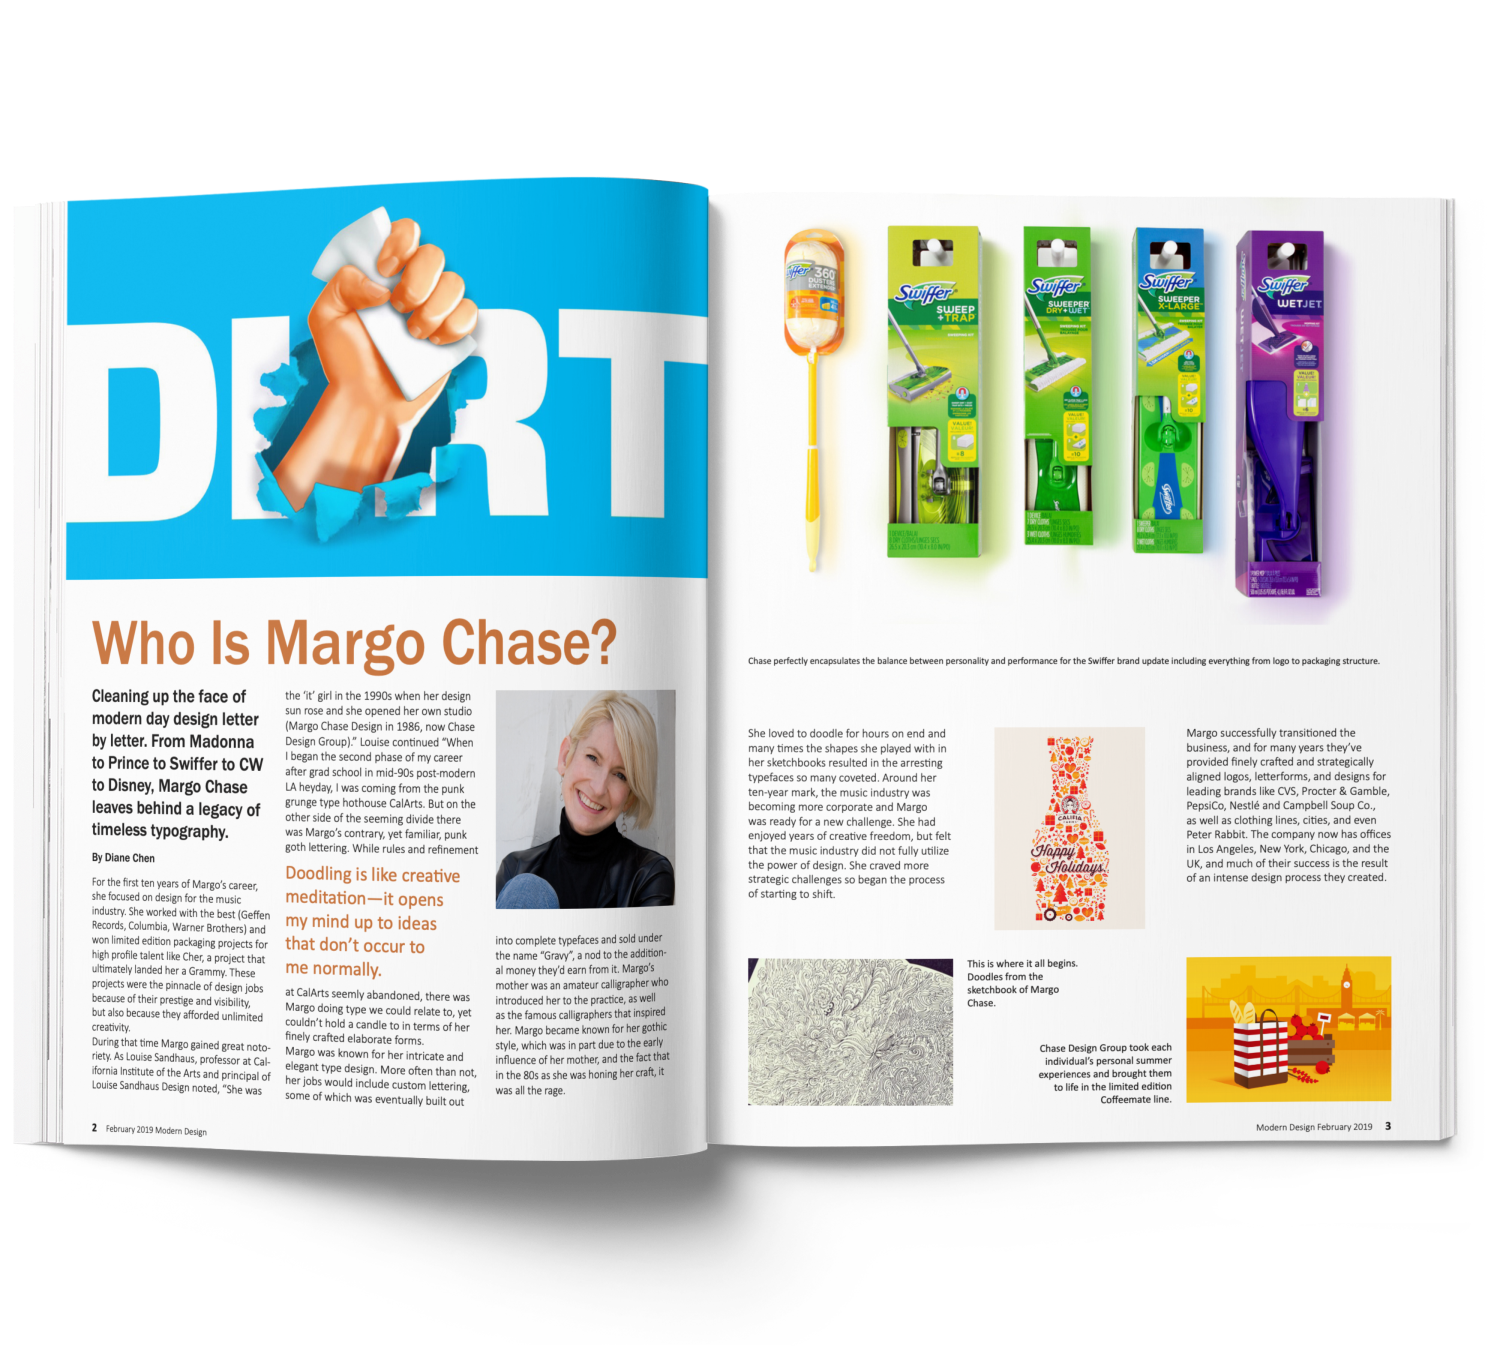 DIRT
Who Is Margo Chase?
Cleaning up the face of
modern day design letter
by letter. From Madonna
to Prince to Swiffer to CW
to Disney, Margo Chase
leaves behind a legacy of
timeless typography.
By Diane Chen
For the first ten years of Margo's career,
she focused on design for the music
industry. She worked with the best (Geffen
Records, Columbia, Warner Brothers) and
won limited edition packaging projects for
high profile talent like Cher, a project that
ultimately landed her a Grammy. These
projects were the pinnacle of design jobs
because of their prestige and visibility,
but also because they afforded unlimited
creativity.
During that time Margo gained great noto-
riety. As Louise Sandhaus, professor at Cal-
ifornia Institute of the Arts and principal of
Louise Sandhaus Design noted, "She was
the 'it' girl in the 1990s when her design
sun rose and she opened her own studio
(Margo Chase Design in 1986, now Chase
Design Group)." Louise continued "When
I began the second phase of my career
after grad school in mid-90s post-modern
LA heyday, I was coming from the punk
grunge type hothouse CalArts. But on the
other side of the seeming divide there
was Margo's contrary, yet familiar, punk
goth lettering. While rules and refinement
Doodling is like creative
meditation—it opens
my mind up to ideas
that don't occur to
me normally.
at CalArts seemly abandoned, there was
Margo doing type we could relate to, yet
couldn't hold a candle to in terms of her
finely crafted elaborate forms.
Margo was known for her intricate and
elegant type design. More often than not,
her jobs would include custom lettering,
some of which was eventually built out
into complete typefaces and sold under
the name "Gravy", a nod to the addition-
al money they'd earn from it. Margo's
mother was an amateur calligrapher who
introduced her to the practice, as well
as the famous calligraphers that inspired
her. Margo became known for her gothic
style, which was in part due to the early
influence of her mother, and the fact that
in the 80s as she was honing her craft, it
was all the rage.
2 February 2019 Modern Design
Swiffer
360°
DUSTERS
EXTENDER
Swiffer
SWEEP
+TRAP
VALUE!
+8
Swiffer
SWEEPER
DRY+WET
VALUE!
+10
Swiffer
SWEEPER
X-LARGE
VALUE!
+10
Swiffer
Swiffer
WETJET
VALUE!
Chase perfectly encapsulates the balance between personality and performance for the Swiffer brand update including everything from logo to packaging structure.
She loved to doodle for hours on end and
many times the shapes she played with in
her sketchbooks resulted in the arresting
typefaces so many coveted. Around her
ten-year mark, the music industry was
becoming more corporate and Margo
was ready for a new challenge. She had
enjoyed years of creative freedom, but felt
that the music industry did not fully utilize
the power of design. She craved more
strategic challenges so began the process
of starting to shift.
CALIFIA
FARMS
Happy
Holidays
Margo successfully transitioned the
business, and for many years they've
provided finely crafted and strategically
aligned logos, letterforms, and designs for
leading brands like CVS, Procter & Gamble,
PepsiCo, Nestlé and Campbell Soup Co.,
as well as clothing lines, cities, and even
Peter Rabbit. The company now has offices
in Los Angeles, New York, Chicago, and the
UK, and much of their success is the result
of an intense design process they created.
This is where it all begins.
Doodles from the
sketchbook of Margo
Chase.
Chase Design Group took each
individual's personal summer
experiences and brought them
to life in the limited edition
Coffeemate line.
Modern Design February 2019 3